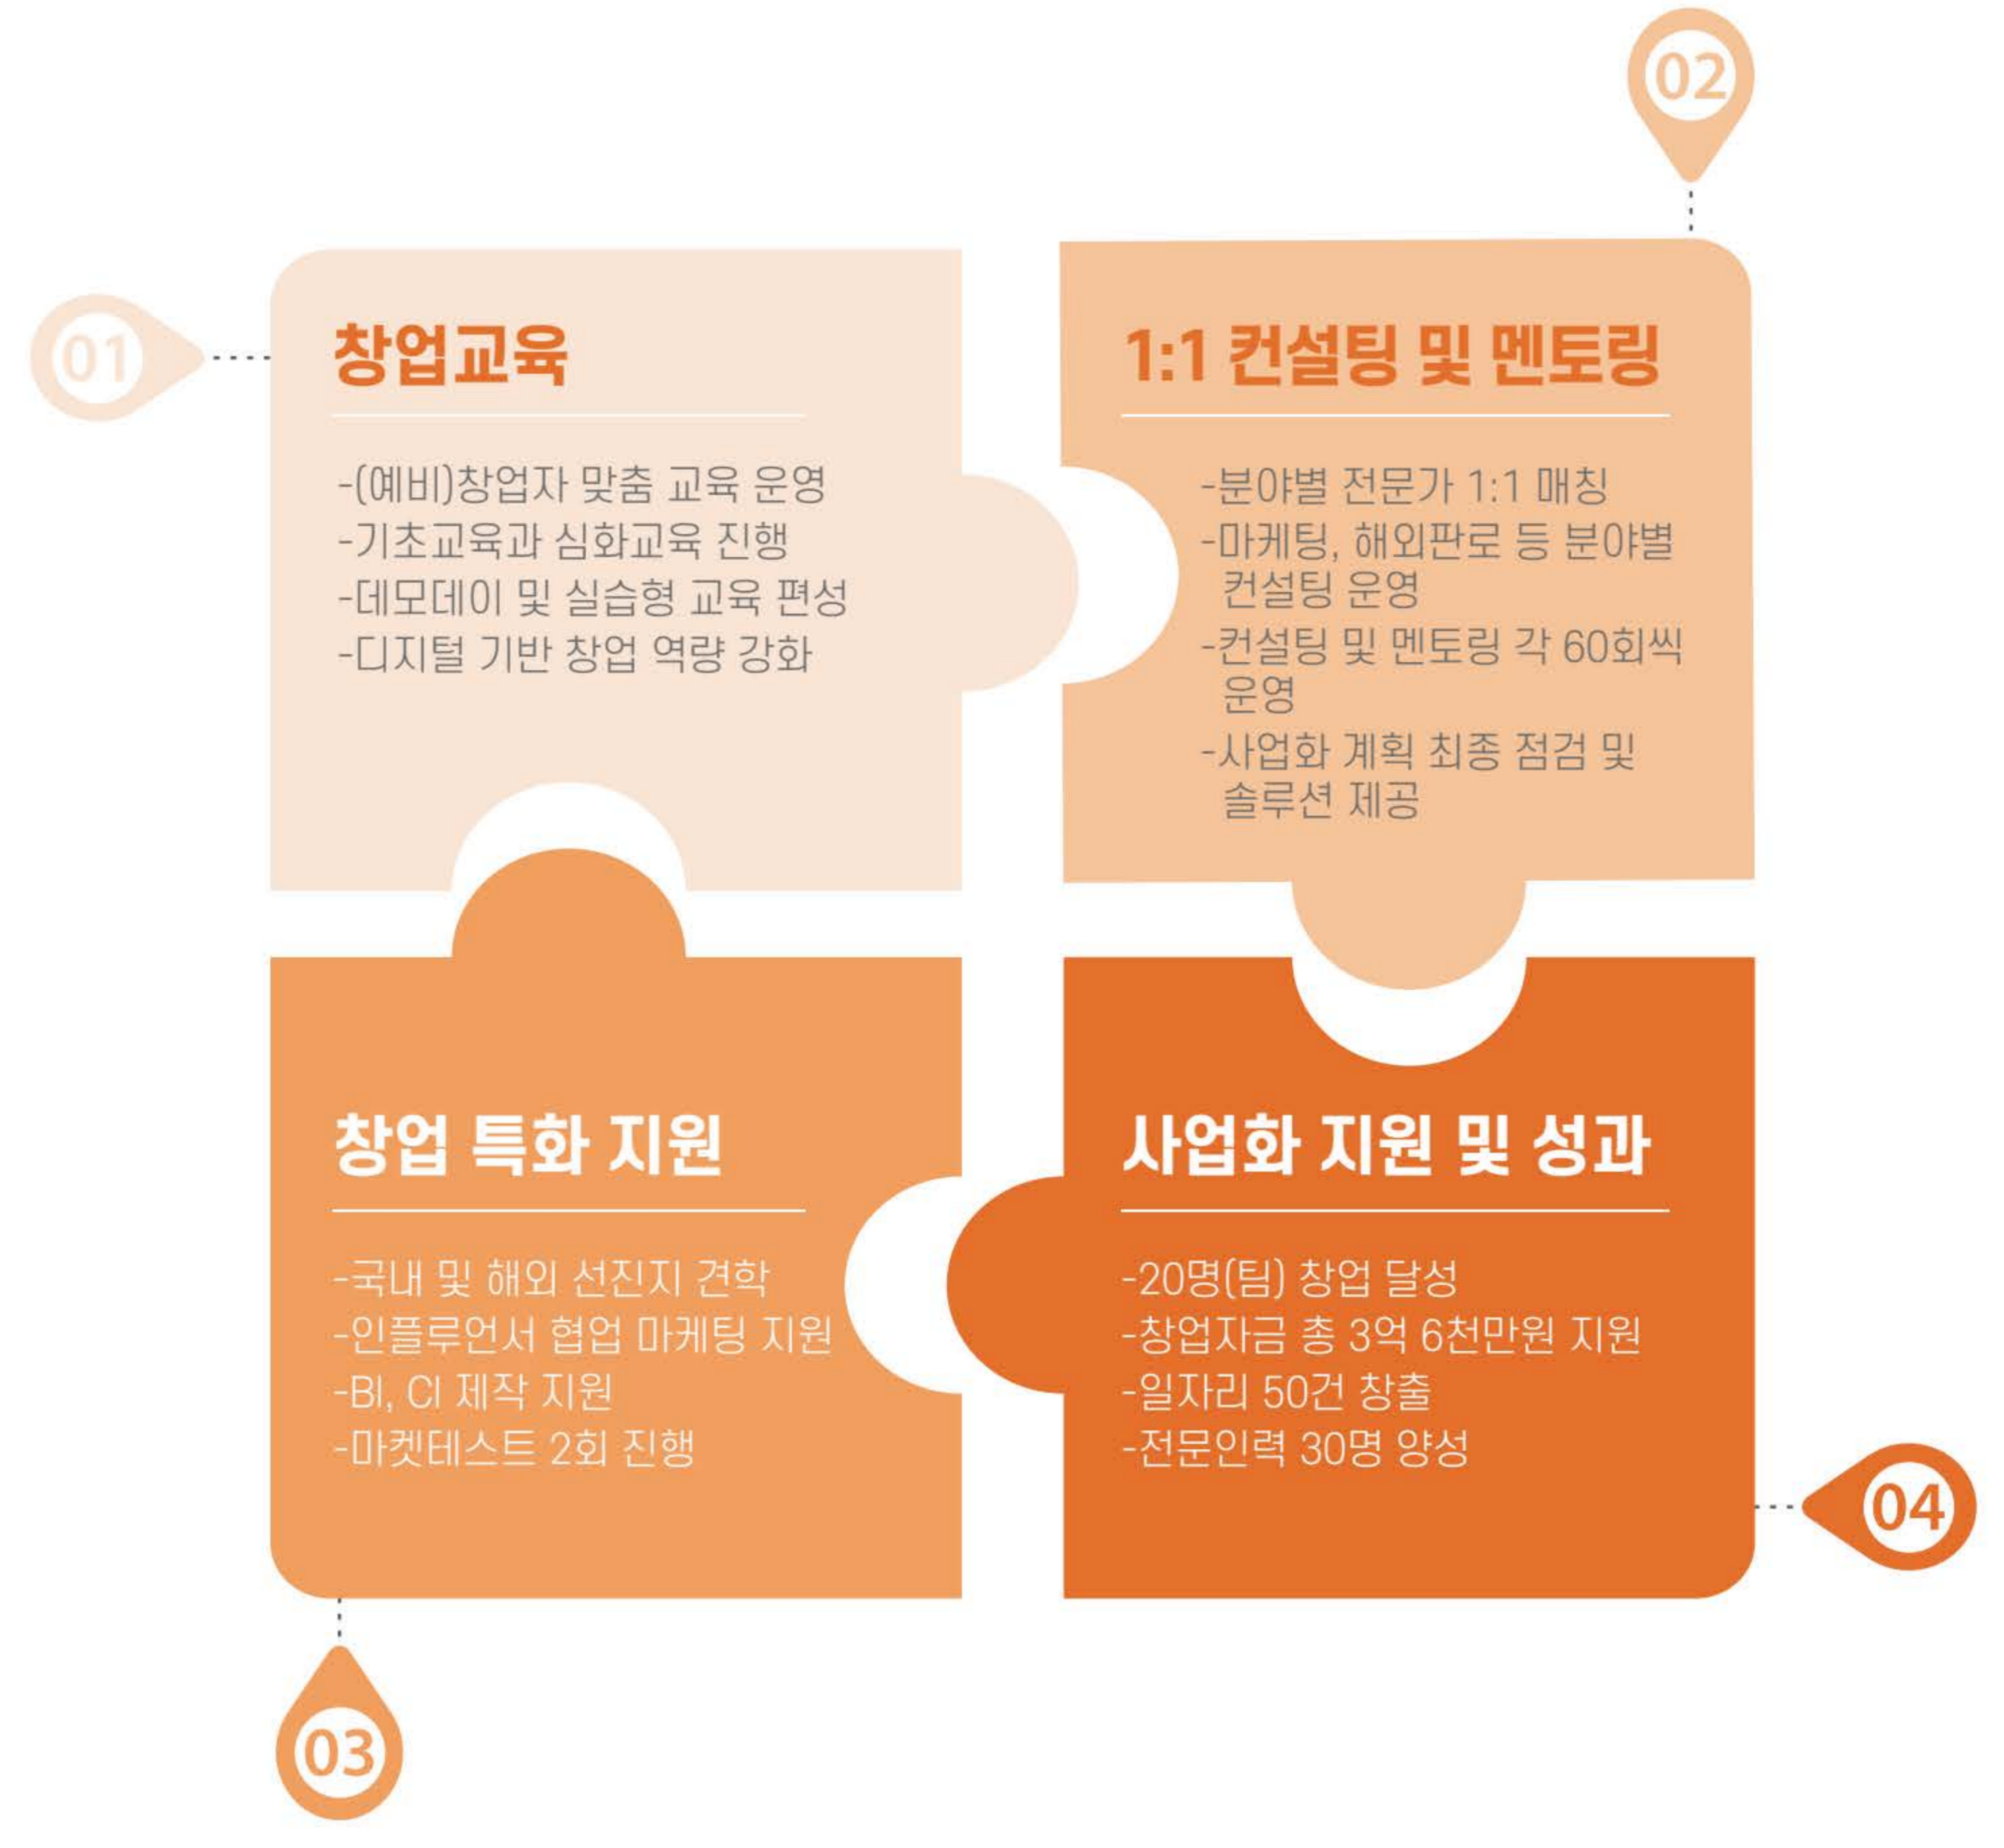 01
창업교육
-(예비)창업자 맞춤 교육 운영
-기초교육과 심화교육 진행
-데모데이 및 실습형 교육 편성
-디지털 기반 창업 역량 강화
02
1:1 컨설팅 및 멘토링
-분야별 전문가 1:1 매칭
-마케팅, 해외판로 등 분야별
컨설팅 운영
-컨설팅 및 멘토링 각 60회씩
운영
-사업화 계획 최종 점검 및
솔루션 제공
03
창업 특화 지원
-국내 및 해외 선진지 견학
-인플루언서 협업 마케팅 지원
-BI, CI 제작 지원
-마켓테스트 2회 진행
04
사업화 지원 및 성과
-20명(팀) 창업 달성
-창업자금 총 3억 6천만원 지원
-일자리 50건 창출
-전문인력 30명 양성